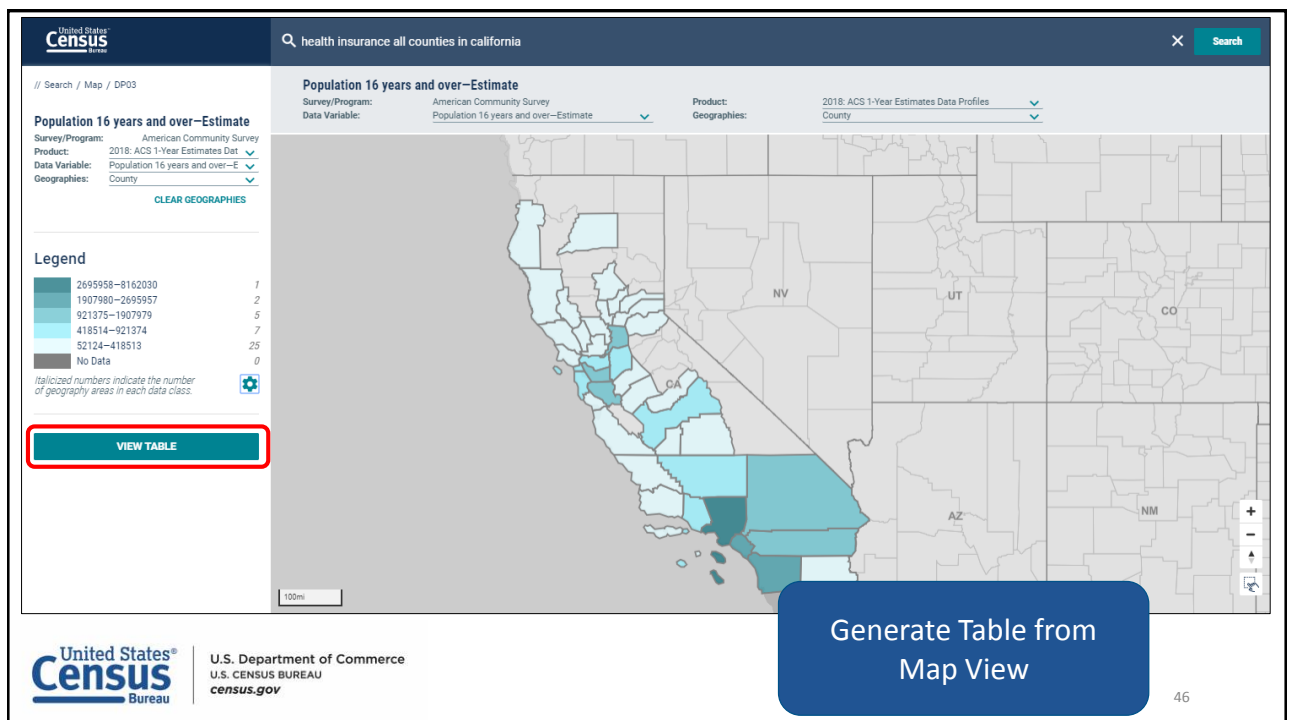 United States®
Census
Bureau
health insurance all counties in california
Search
// Search / Map / DP03
Population 16 years and over—Estimate
Survey/Program: American Community Survey
Product: 2018: ACS 1-Year Estimates Dat
Data Variable: Population 16 years and over—E
Geographies: County
CLEAR GEOGRAPHIES
Population 16 years and over—Estimate
Survey/Program: American Community Survey Product: 2018: ACS 1-Year Estimates Data Profiles
Data Variable: Population 16 years and over—Estimate Geographies: County
Legend
2695958—8162030 1
1907980—2695957 2
921375—1907979 5
418514—921374 7
52124—418513 25
No Data 0
Italicized numbers indicate the number
of geography areas in each data class.
VIEW TABLE
NV
UT
CO
CA
AZ
NM
+
−
100mi
Generate Table from
Map View
United States®
Census
Bureau
U.S. Department of Commerce
U.S. CENSUS BUREAU
census.gov
46